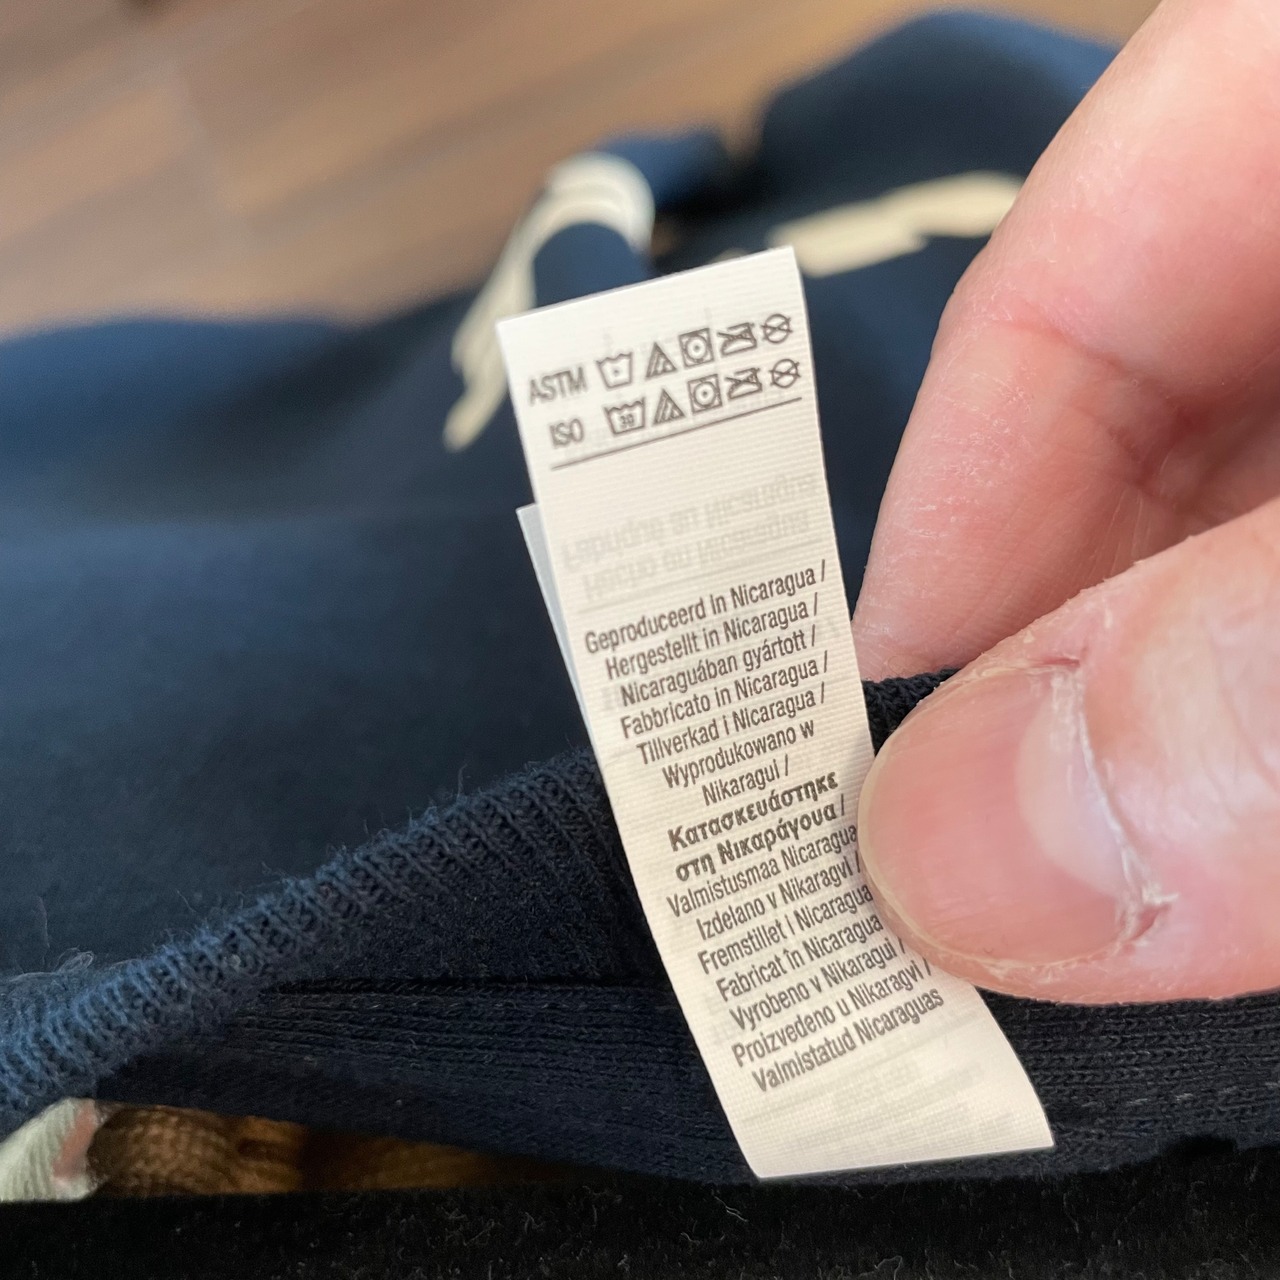 ASTM
ISO 30
Geproduceerd in Nicaragua /
Hergestellt in Nicaragua /
Nicaraguában gyártott /
Fabbricato in Nicaragua /
Tillverkad i Nicaragua /
Wyprodukowano w
Nikaragui /
Κατασκευάστηκε
στη Νικαράγουα /
Valmistusmaa Nicaragua
Izdelano v Nikaragvi /
Fremstillet i Nicaragua
Fabricat în Nicaragua
Vyrobeno v Nikaragui /
Proizvedeno u Nikaragvi /
Valmistatud Nicaraguas